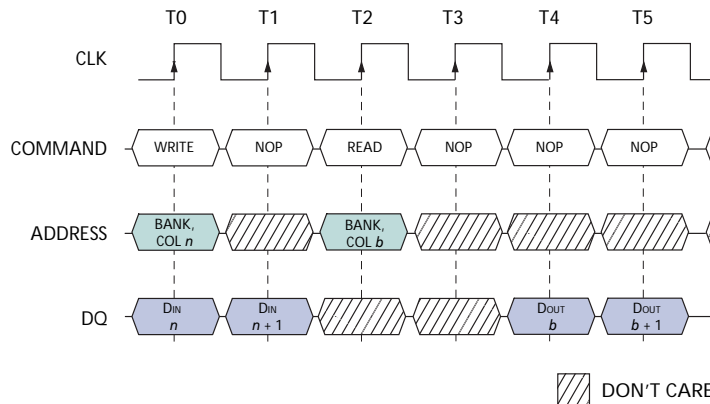 T0 T1 T2 T3 T4 T5
CLK
COMMAND WRITE NOP READ NOP NOP NOP
ADDRESS BANK, COL n BANK, COL b
DQ DIN n DIN n + 1 DOUT b DOUT b + 1
DON'T CARE